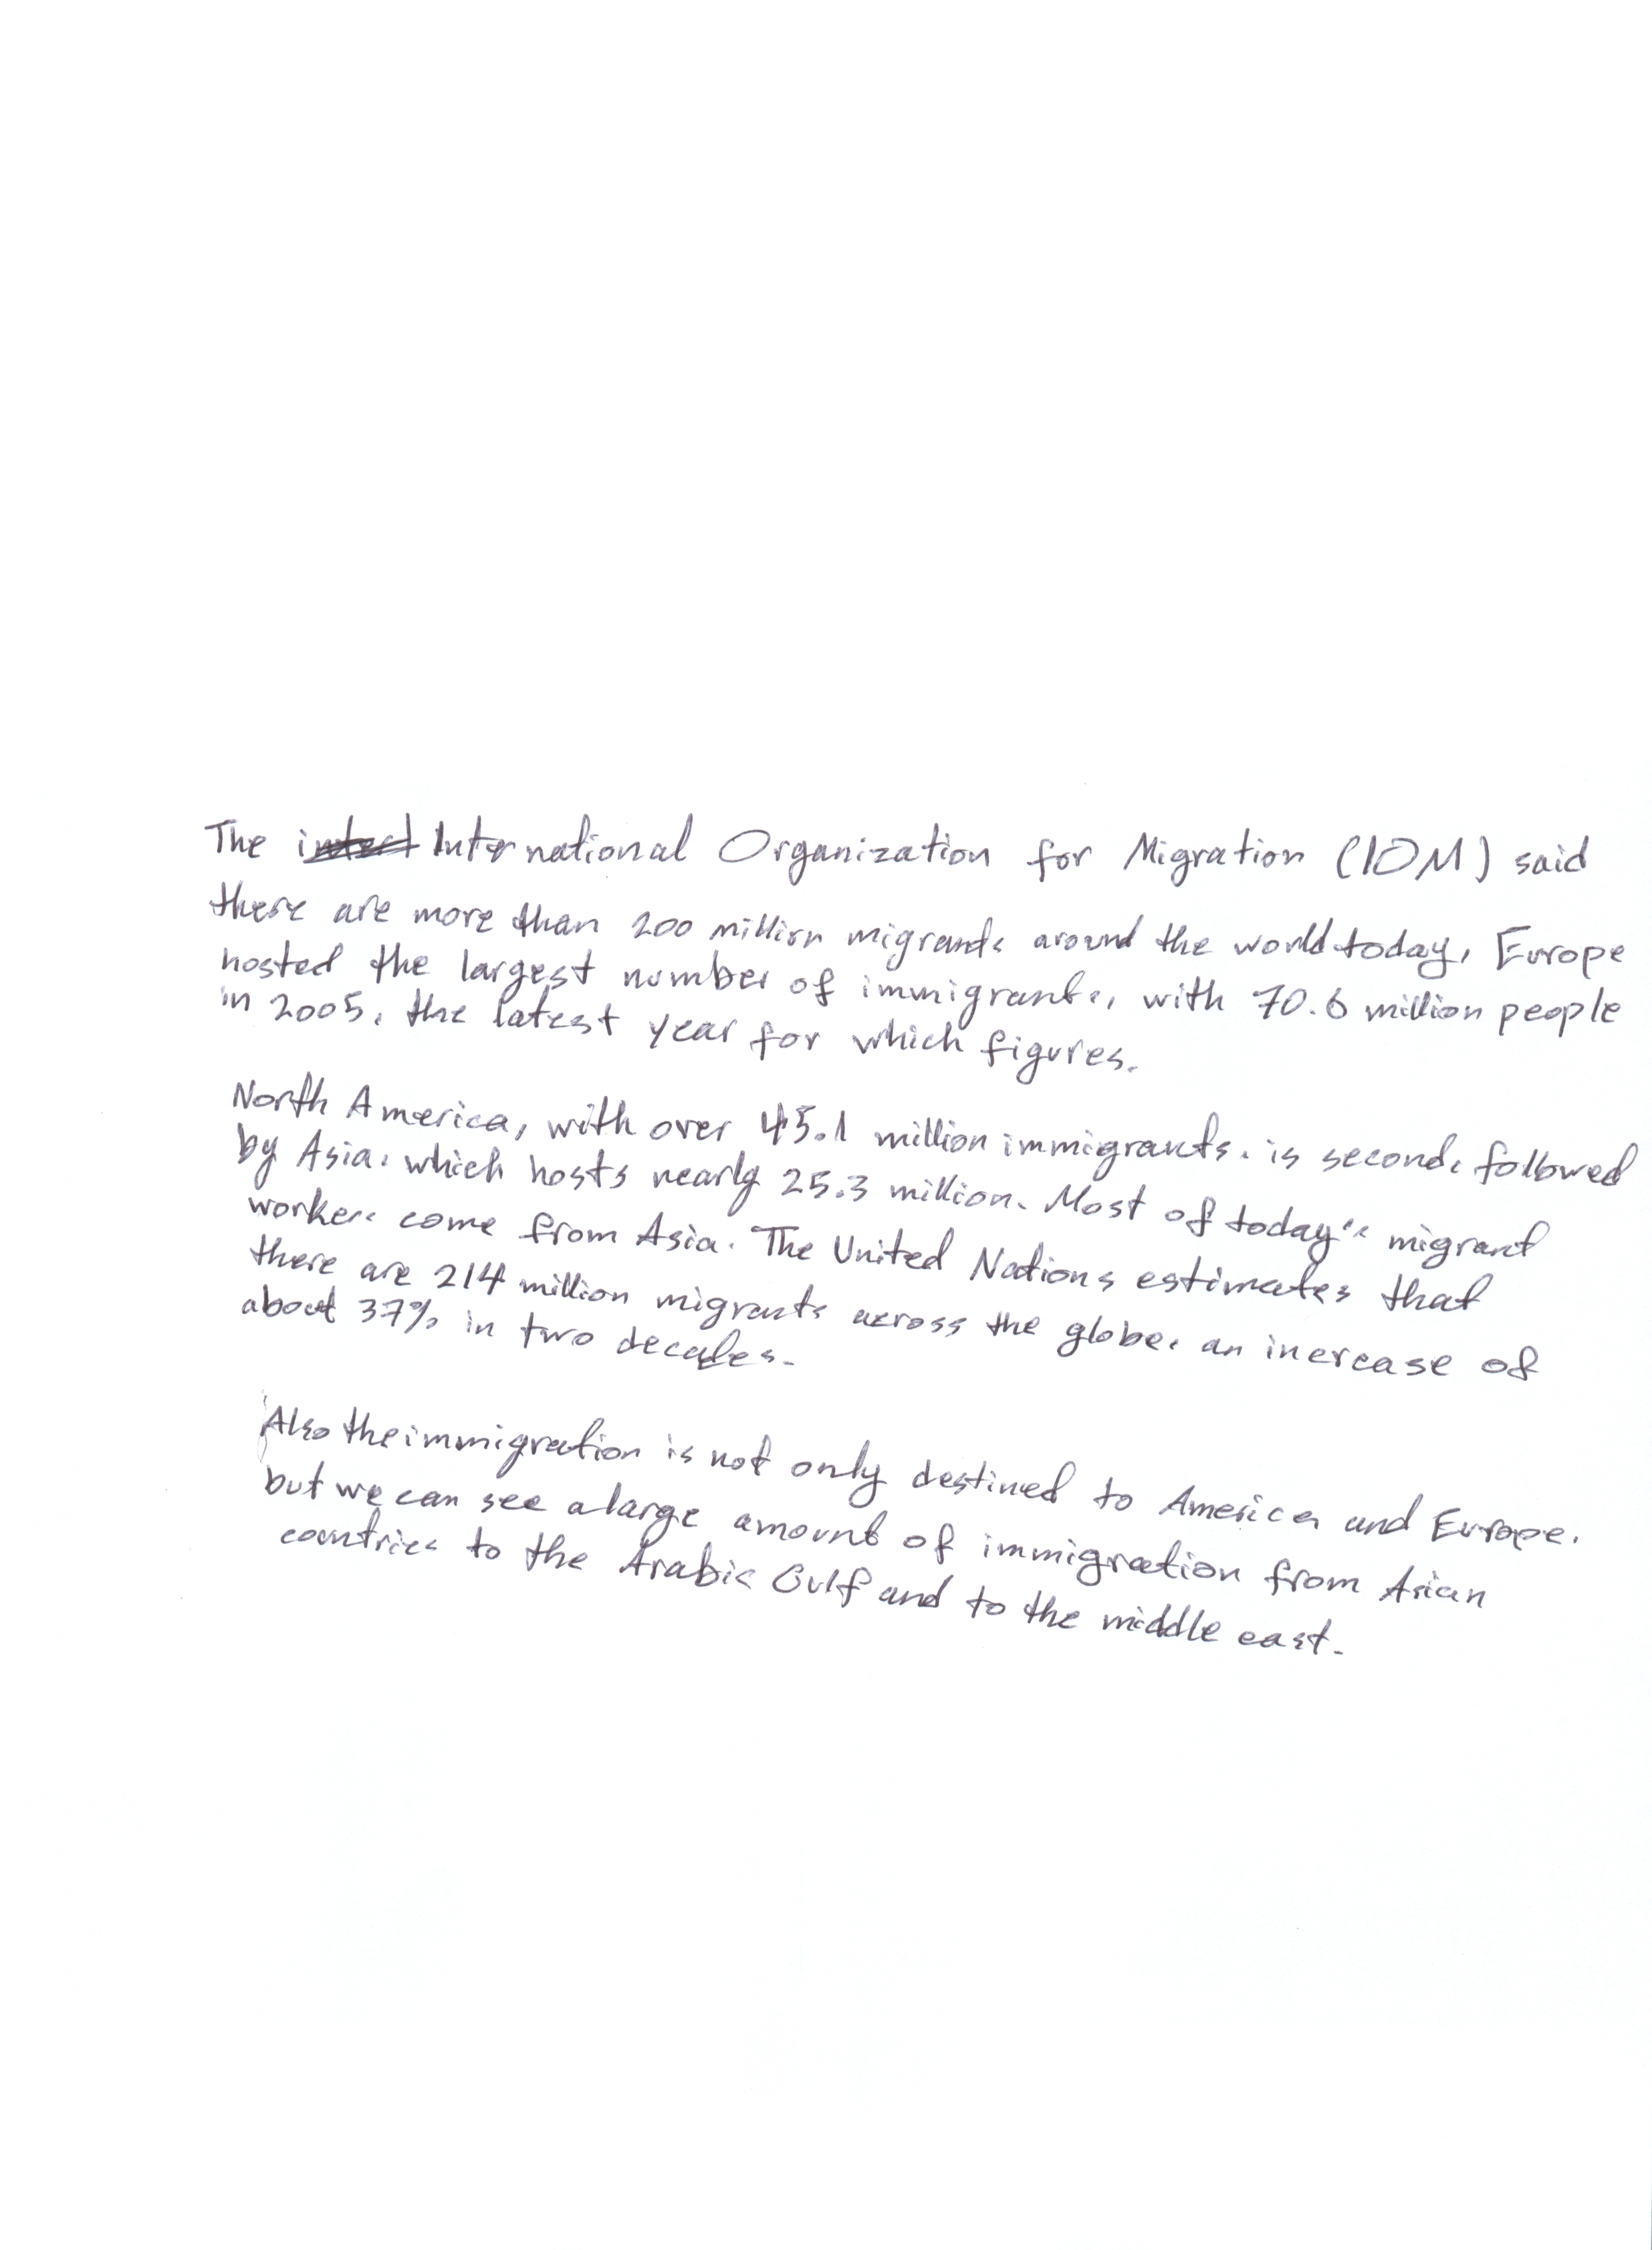 The International Organization for Migration (IOM) said
there are more than 200 million migrants around the world today, Europe
hosted the largest number of immigrants, with 70.6 million people
in 2005, the latest year for which figures.
North America, with over 45.1 million immigrants, is second, followed
by Asia, which hosts nearly 25.3 million. Most of today's migrant
workers come from Asia. The United Nations estimates that
there are 214 million migrants across the globe, an increase of
about 37% in two decades.
Also the immigration is not only destined to America and Europe.
but we can see a large amount of immigration from Asian
countries to the Arabic Gulf and to the middle east.